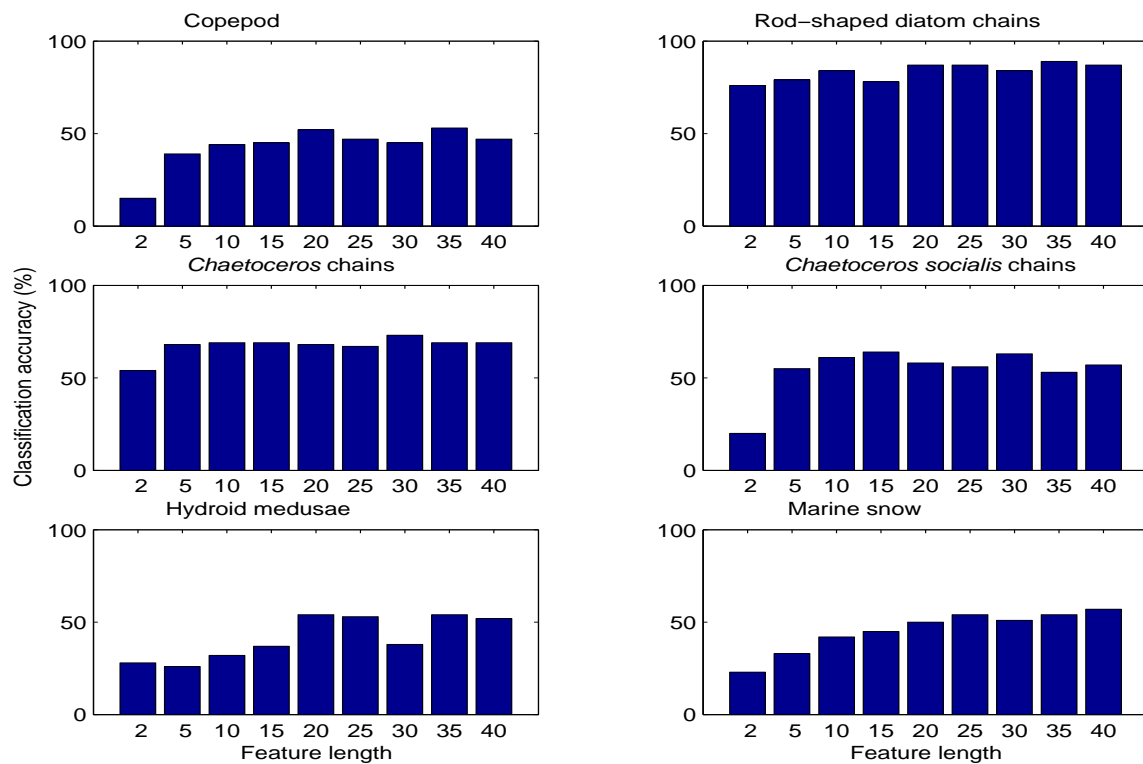 Copepod
Rod−shaped diatom chains
100
50
0
2 5 10 15 20 25 30 35 40
100
50
0
2 5 10 15 20 25 30 35 40
Classification accuracy (%)
Chaetoceros chains
Chaetoceros socialis chains
100
50
0
2 5 10 15 20 25 30 35 40
100
50
0
2 5 10 15 20 25 30 35 40
Hydroid medusae
Marine snow
100
50
0
2 5 10 15 20 25 30 35 40
Feature length
100
50
0
2 5 10 15 20 25 30 35 40
Feature length